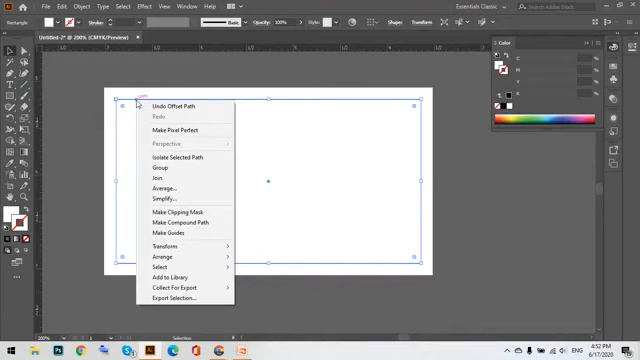 File Edit Object Type Select Effect View Window Help
Essentials Classic
Rectangle
Stroke:
Basic
Opacity: 100%
Style:
Shape:
Transform
Untitled-2* @ 200% (CMYK/Preview)
Color
C
M
Y
K
path
Undo Offset Path
Redo
Make Pixel Perfect
Perspective
Isolate Selected Path
Group
Join
Average...
Simplify...
Make Clipping Mask
Make Compound Path
Make Guides
Transform
Arrange
Select
Add to Library
Collect For Export
Export Selection...
200%
1
Selection
4:52 PM
ENG
6/17/2020